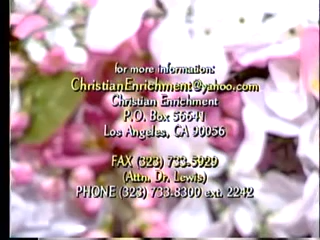 for more information:
ChristianEnrichment@yahoo.com
Christian Enrichment
P.O. Box 56641
Los Angeles, CA 90056
FAX (323) 733-5929
(Attn. Dr. Lewis)
PHONE (323) 733.8300 ext. 2242